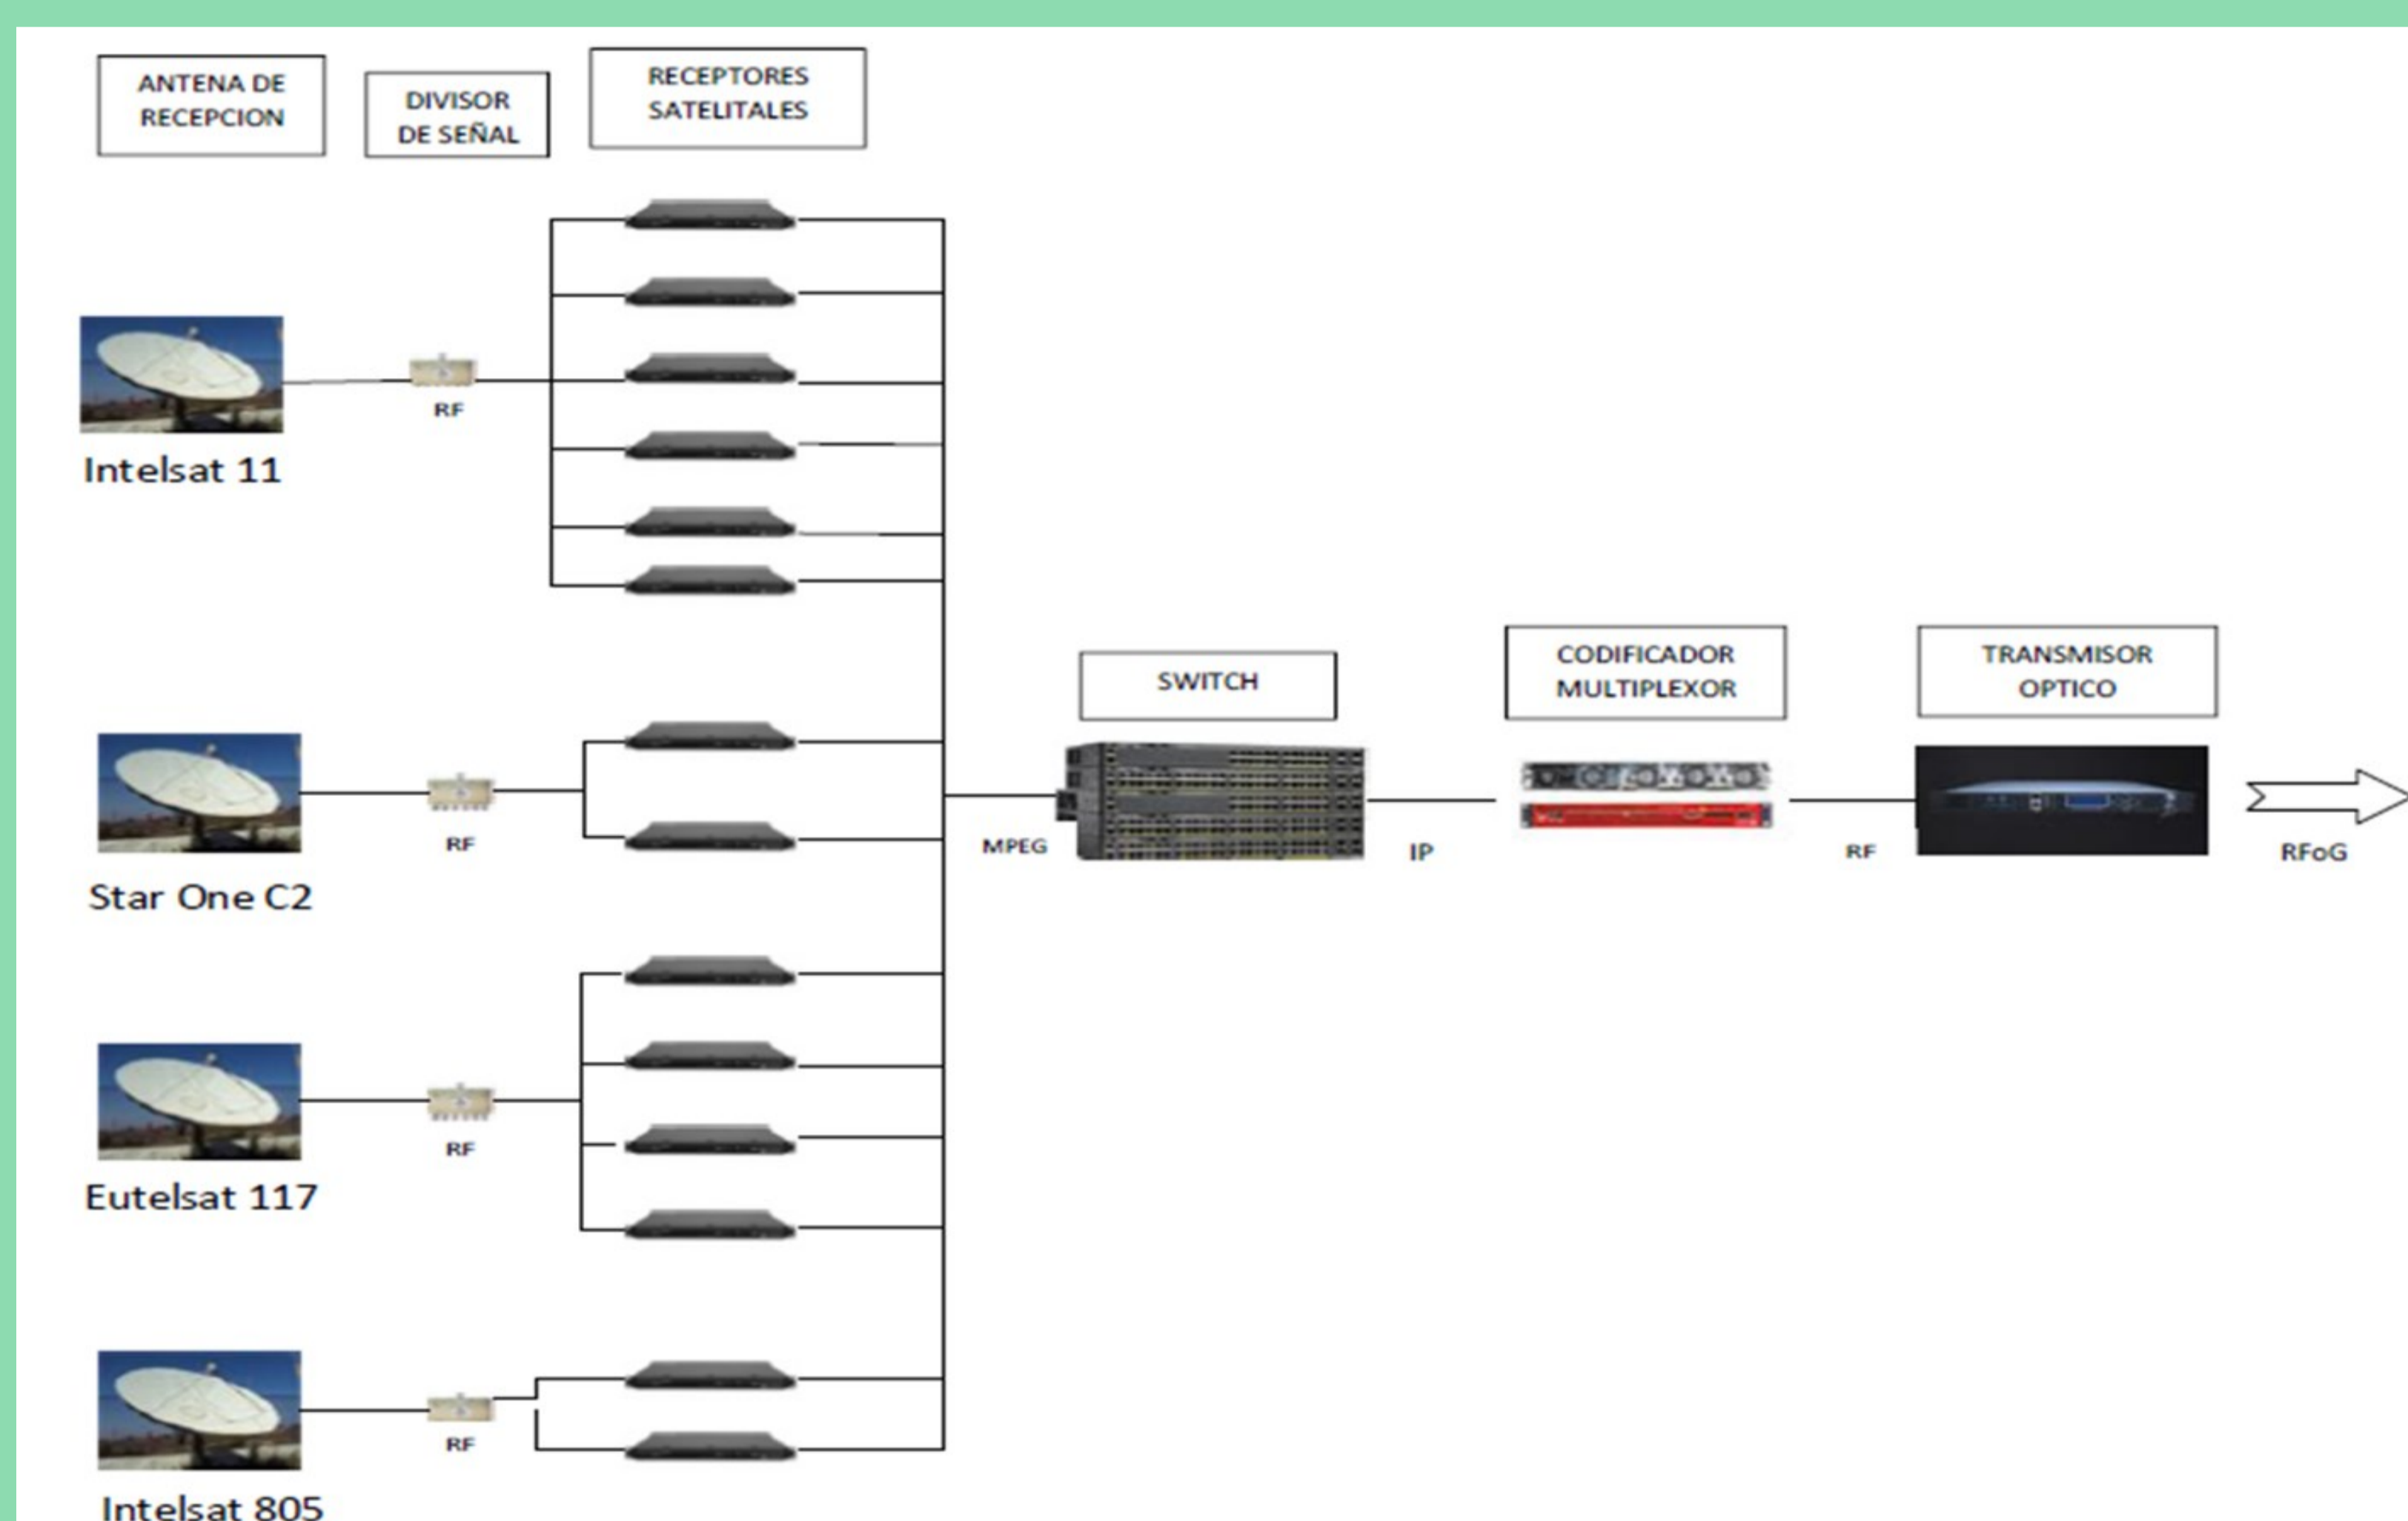 ANTENA DE
RECEPCION
DIVISOR
DE SEÑAL
RECEPTORES
SATELITALES
RF
Intelsat 11
SWITCH
CODIFICADOR
MULTIPLEXOR
TRANSMISOR
OPTICO
RF
MPEG
IP
RF
RFoG
Star One C2
RF
Eutelsat 117
RF
Intelsat 805